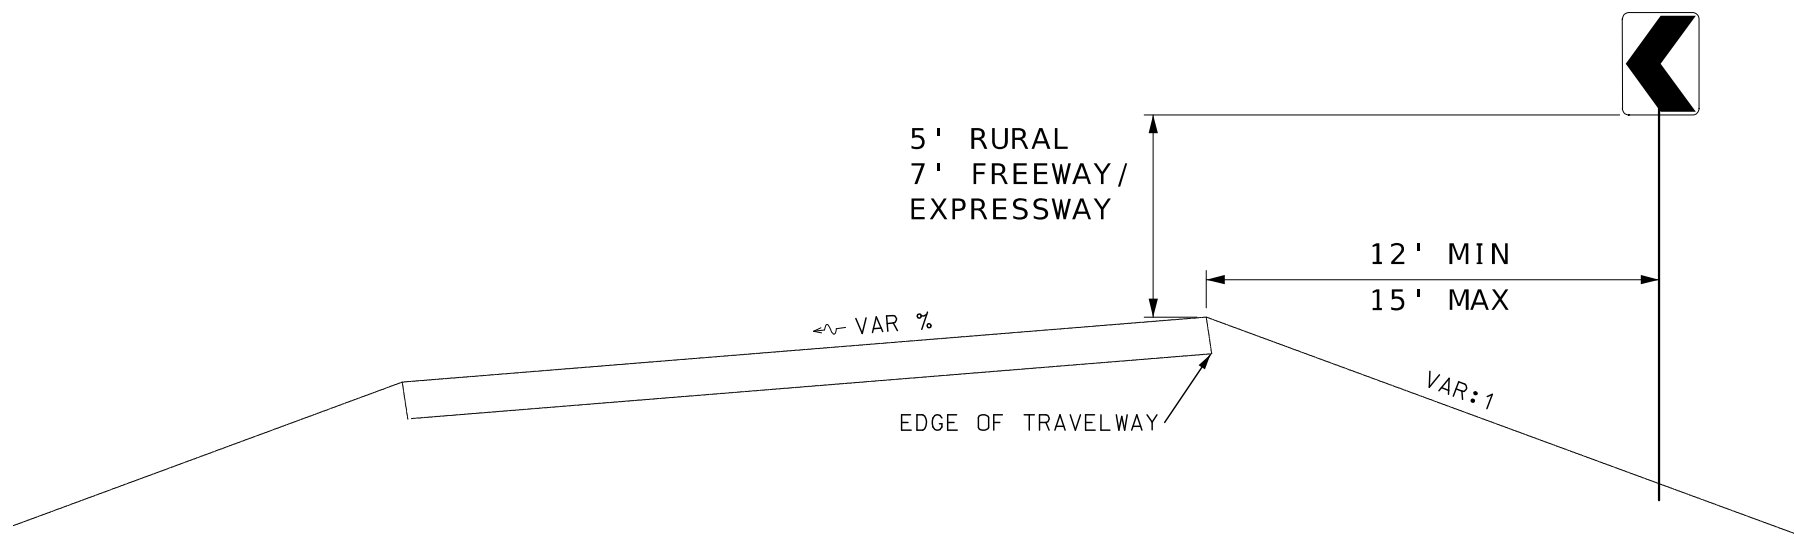 5' RURAL
7' FREEWAY/
EXPRESSWAY
12' MIN
15' MAX
VAR %
VAR:1
EDGE OF TRAVELWAY